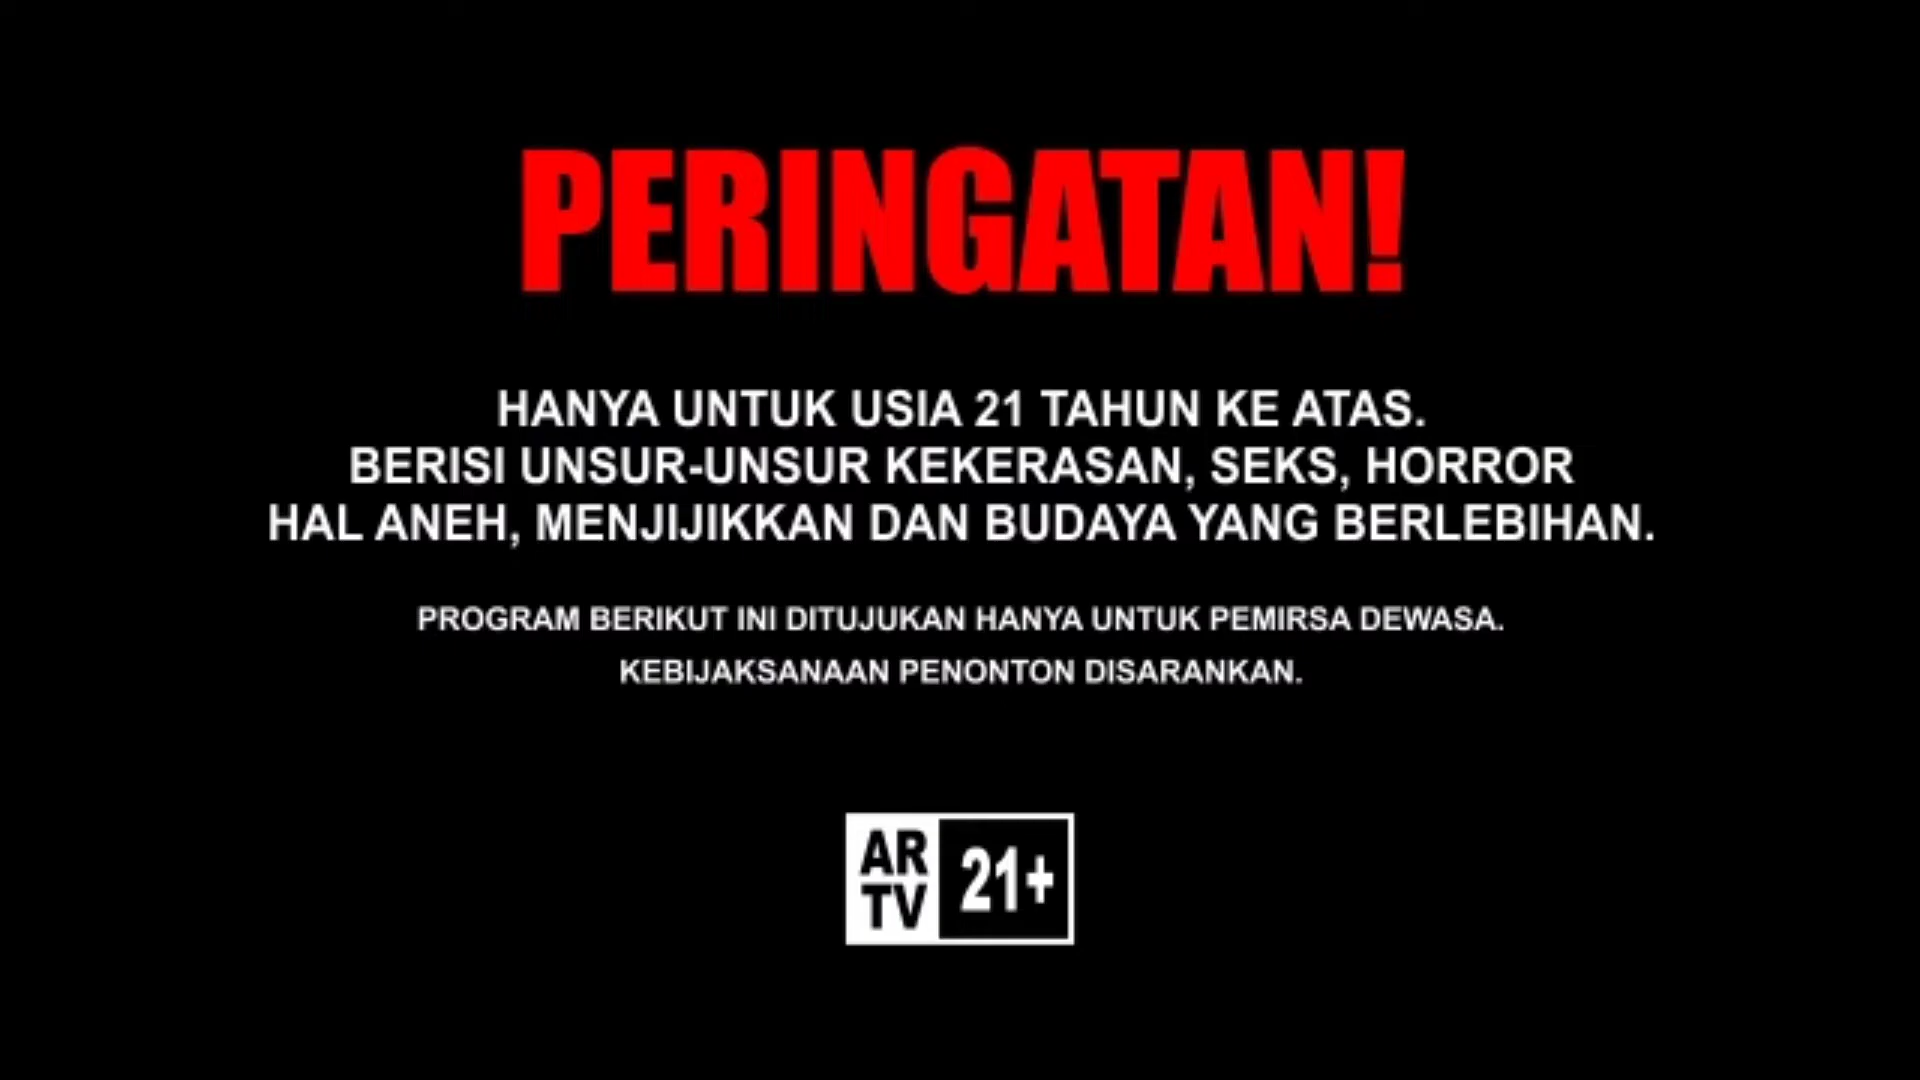 PERINGATAN!
HANYA UNTUK USIA 21 TAHUN KE ATAS.
BERISI UNSUR-UNSUR KEKERASAN, SEKS, HORROR
HAL ANEH, MENJIJIKKAN DAN BUDAYA YANG BERLEBIHAN.
PROGRAM BERIKUT INI DITUJUKAN HANYA UNTUK PEMIRSA DEWASA.
KEBIJAKSANAAN PENONTON DISARANKAN.
AR
TV
21+